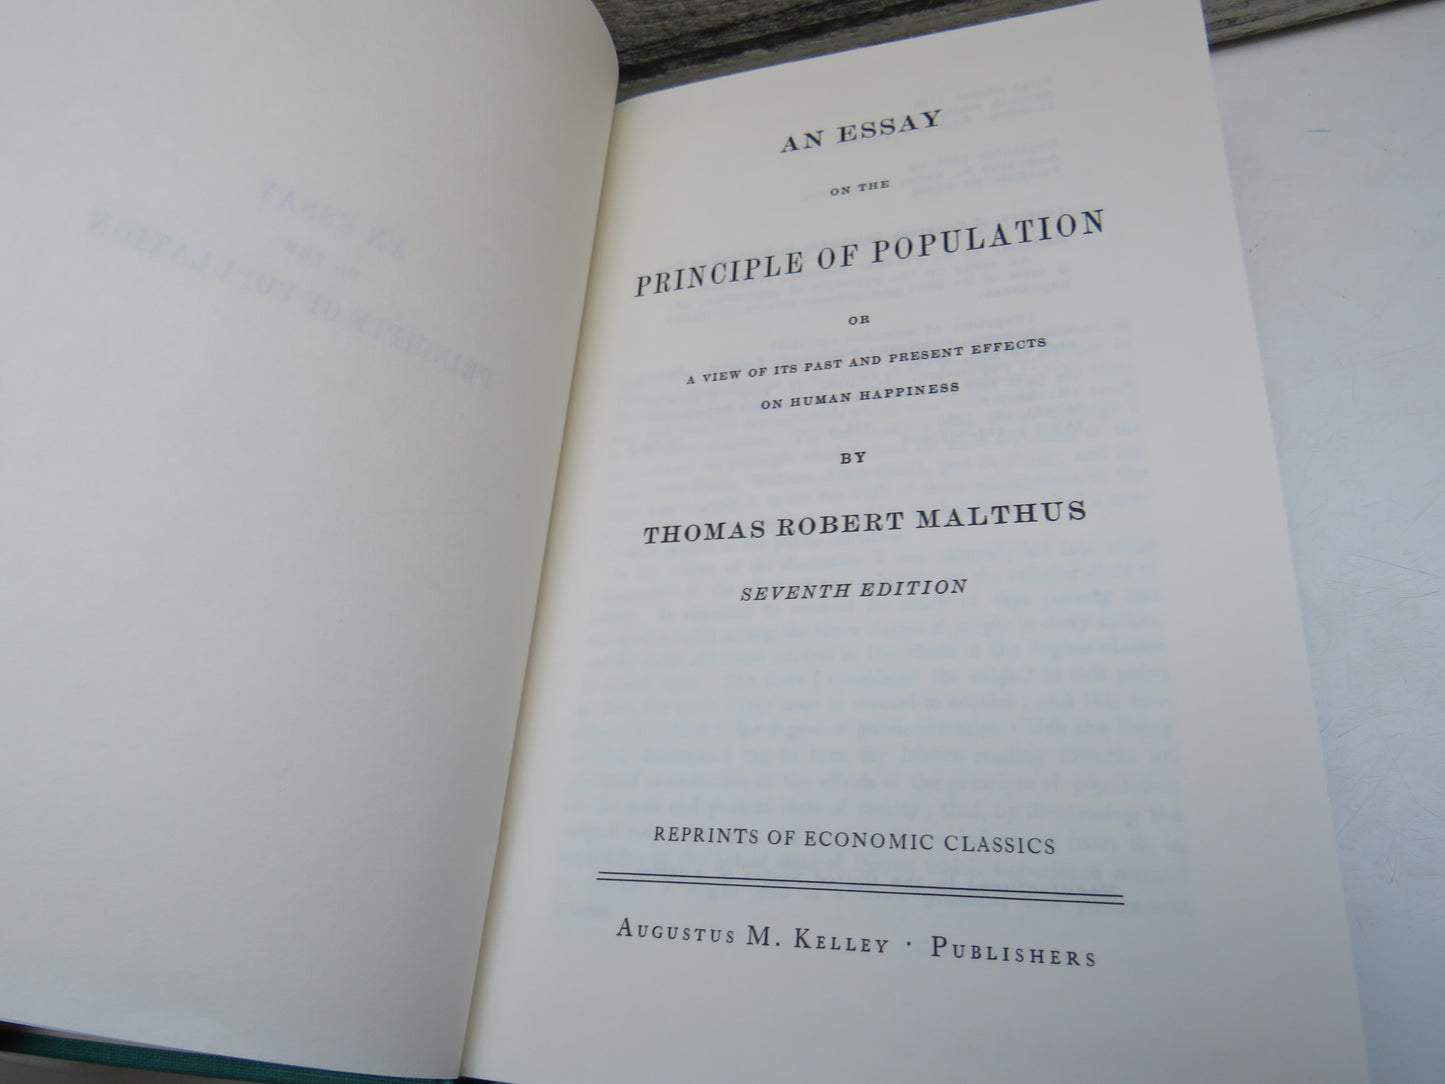 AN ESSAY
ON THE
PRINCIPLE OF POPULATION
OR
A VIEW OF ITS PAST AND PRESENT EFFECTS
ON HUMAN HAPPINESS
BY
THOMAS ROBERT MALTHUS
SEVENTH EDITION
REPRINTS OF ECONOMIC CLASSICS
AUGUSTUS M. KELLEY · PUBLISHERS